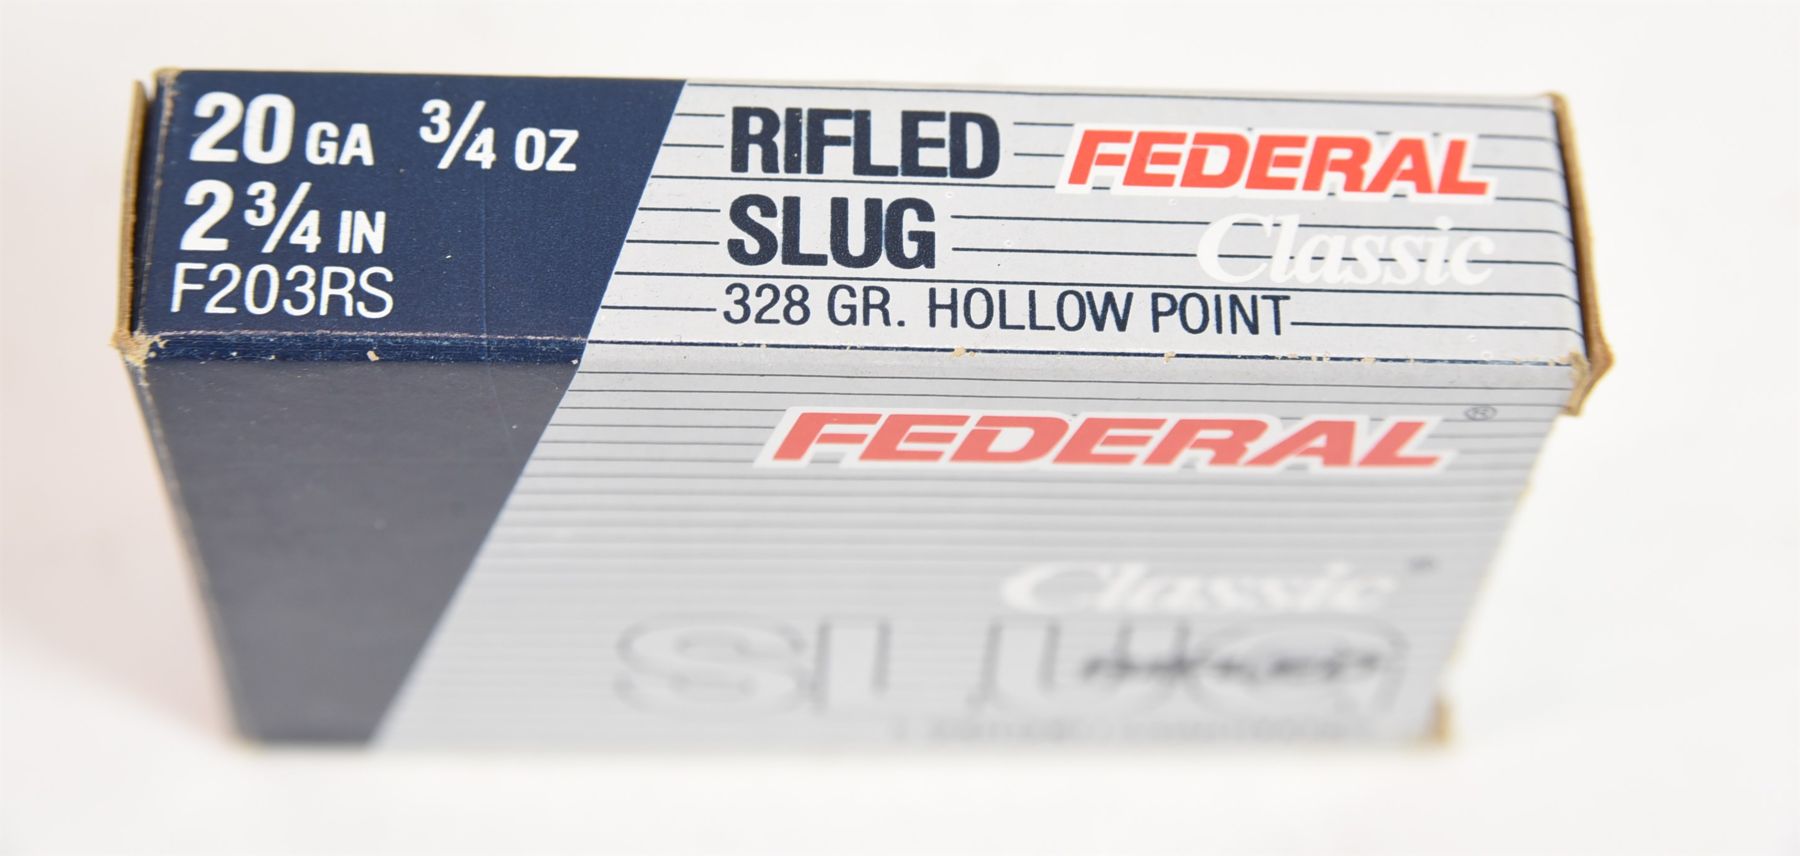 20 GA 3/4 OZ
2 3/4 IN
F203RS
RIFLED
SLUG
328 GR. HOLLOW POINT
FEDERAL
Classic
FEDERAL®
Classic
SLUG